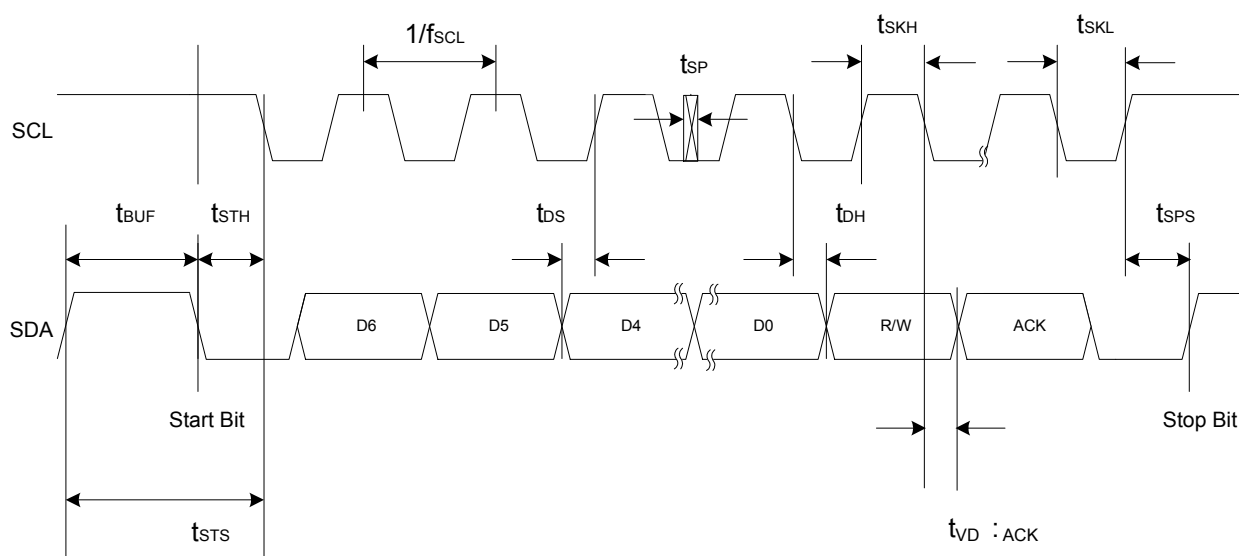 1/fSCL
tSKH
tSKL
tSP
SCL
tBUF
tSTH
tDS
tDH
tSPS
SDA
D6
D5
D4
D0
R/W
ACK
Start Bit
Stop Bit
tSTS
tVD : ACK